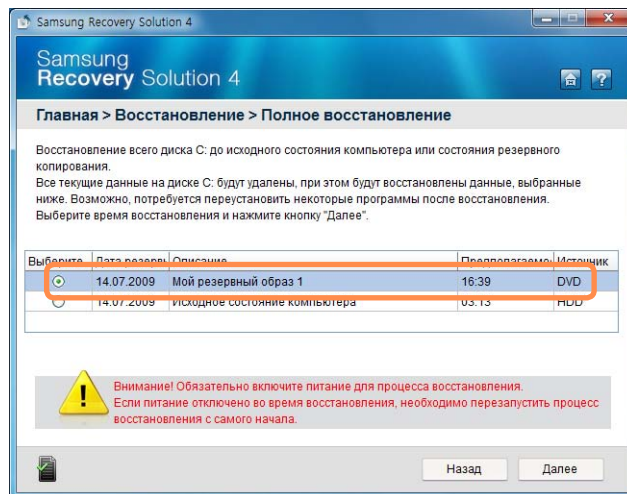 Samsung Recovery Solution 4
Samsung
Recovery Solution 4
Главная > Восстановление > Полное восстановление
Восстановление всего диска C: до исходного состояния компьютера или состояния резервного
копирования.
Все текущие данные на диске C: будут удалены, при этом будут восстановлены данные, выбранные
ниже. Возможно, потребуется переустановить некоторые программы после восстановления.
Выберите время восстановления и нажмите кнопку "Далее".
Выберите Дата резервн Описание Предполагаемо Источник
14.07.2009 Мой резервный образ 1 16:39 DVD
14.07.2009 Исходное состояние компьютера 03:13 HDD
Внимание! Обязательно включите питание для процесса восстановления.
Если питание отключено во время восстановления, необходимо перезапустить процесс
восстановления с самого начала.
Назад Далее